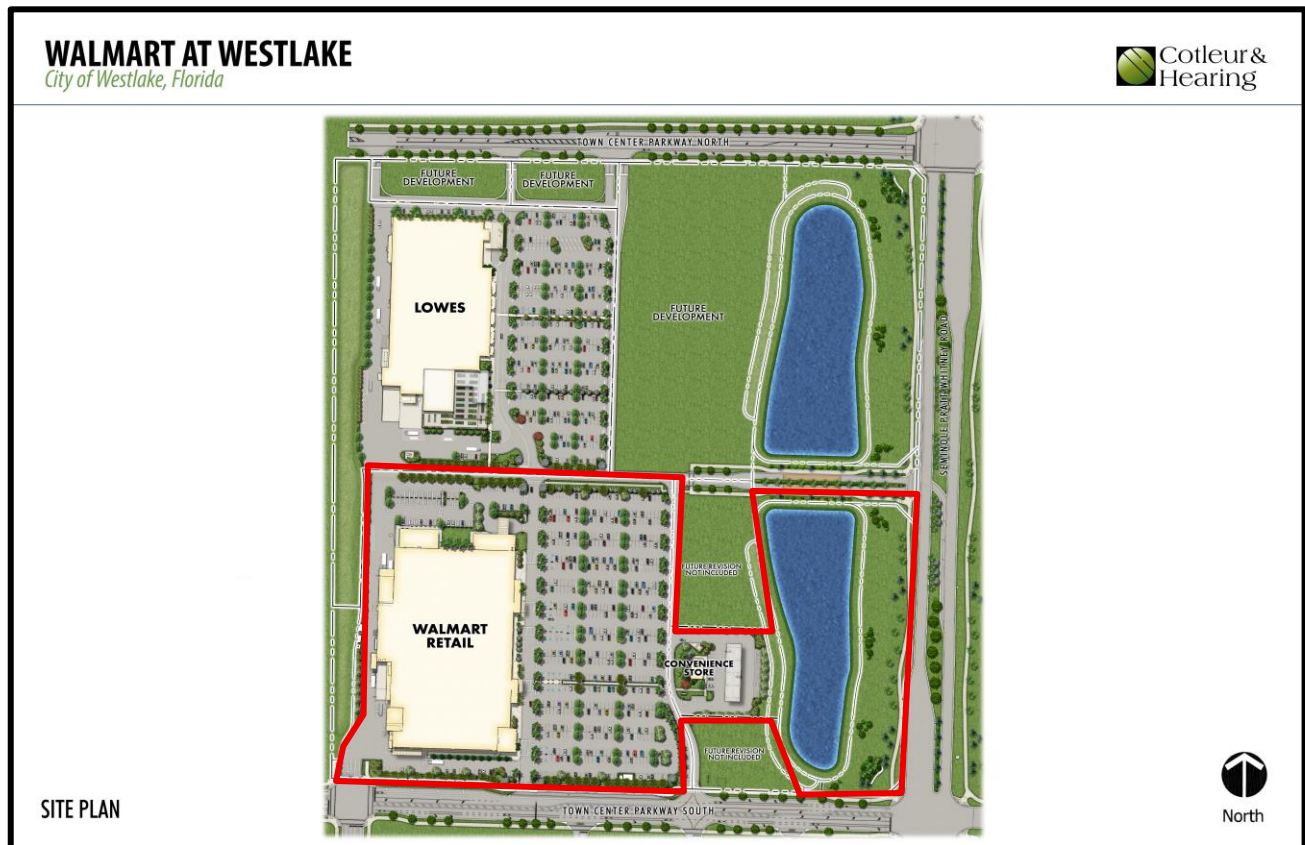 WALMART AT WESTLAKE
City of Westlake, Florida
Cotleur &
Hearing
TOWN CENTER PARKWAY NORTH
FUTURE
DEVELOPMENT
FUTURE
DEVELOPMENT
LOWES
FUTURE
DEVELOPMENT
SEMINOLE PRATT WHITNEY ROAD
FUTURE REVISION
NOT INCLUDED
WALMART
RETAIL
CONVENIENCE
STORE
FUTURE REVISION
NOT INCLUDED
TOWN CENTER PARKWAY SOUTH
SITE PLAN
North